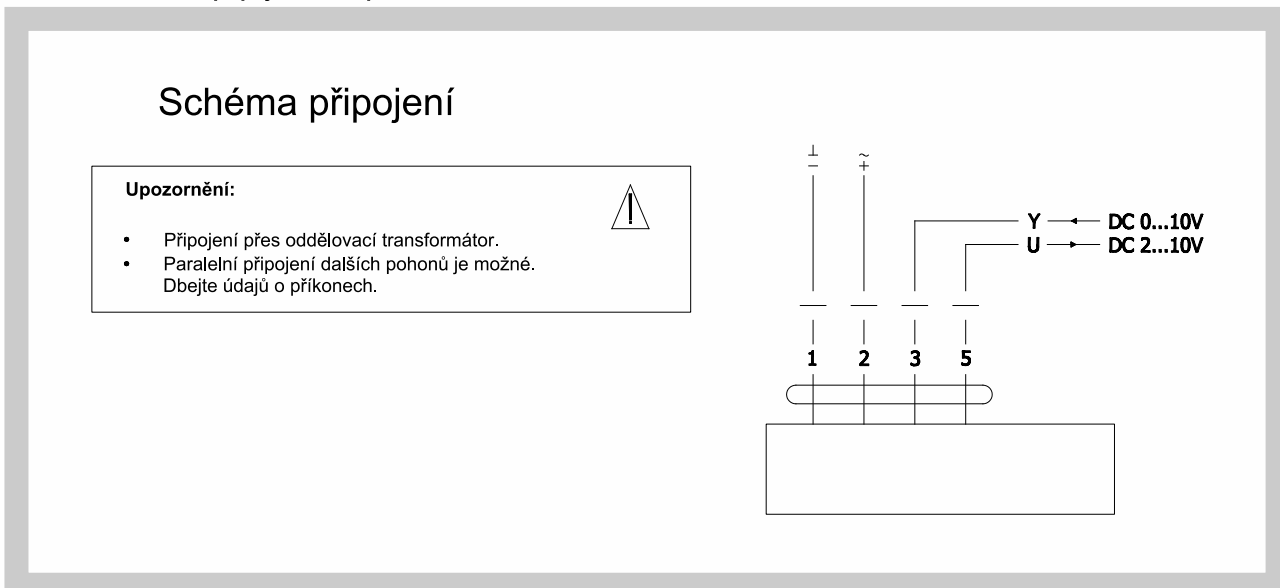 Schéma připojení
Upozornění:
• Připojení přes oddělovací transformátor.
• Paralelní připojení dalších pohonů je možné.
Dbejte údajů o příkonech.
⊥ ~
− +
Y DC 0...10V
U DC 2...10V
1 2 3 5